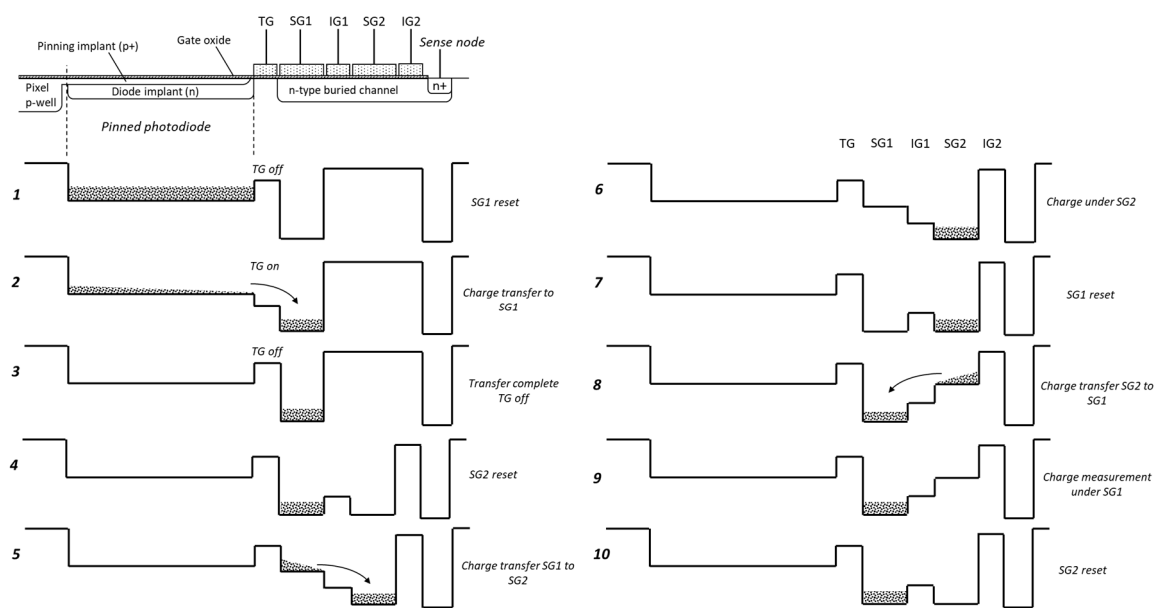 TG SG1 IG1 SG2 IG2
Sense node
Gate oxide
Pinning implant (p+)
Pixel
p-well
Diode implant (n)
n-type buried channel
n+
Pinned photodiode
1
TG off
SG1 reset
2
TG on
Charge transfer to
SG1
3
TG off
Transfer complete
TG off
4
SG2 reset
5
Charge transfer SG1 to
SG2
TG SG1 IG1 SG2 IG2
6
Charge under SG2
7
SG1 reset
8
Charge transfer SG2 to
SG1
9
Charge measurement
under SG1
10
SG2 reset